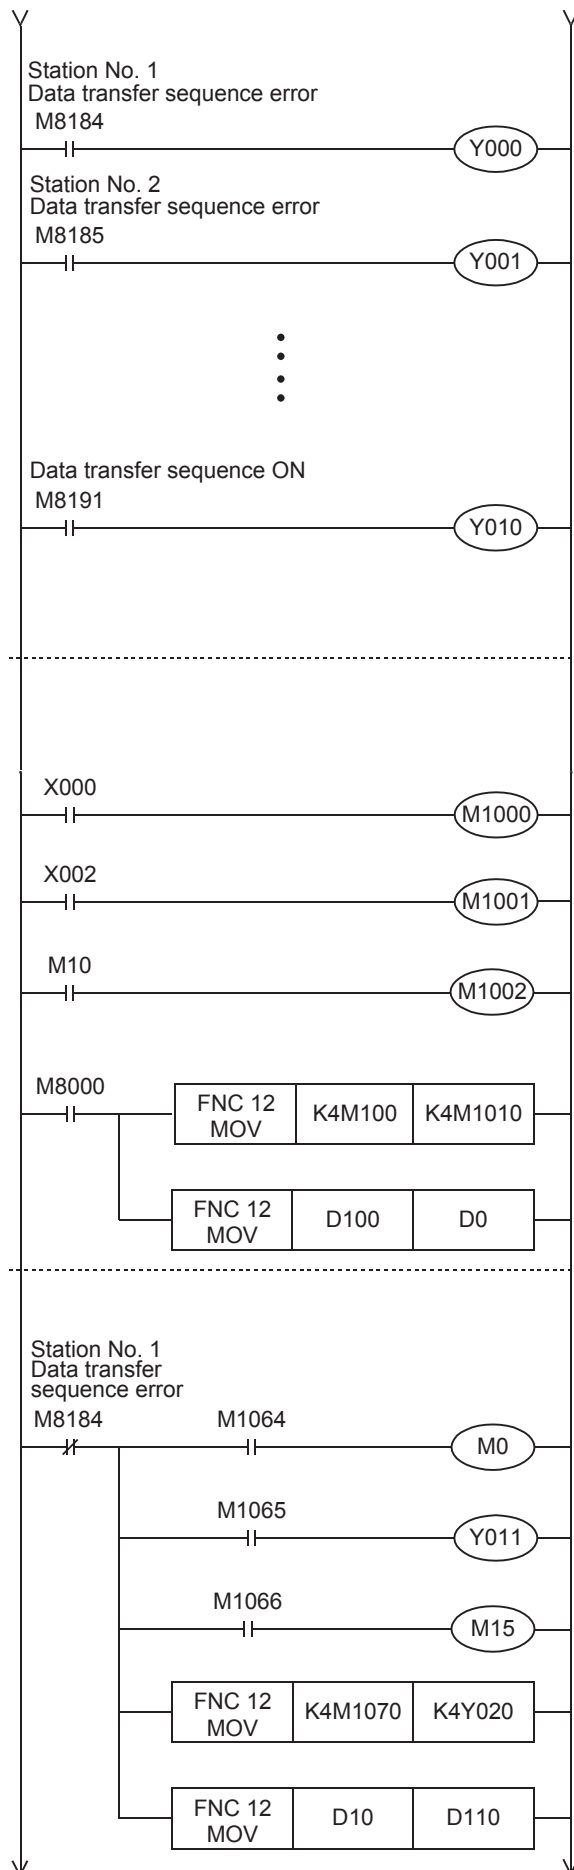 Station No. 1
Data transfer sequence error
M8184
Y000
Station No. 2
Data transfer sequence error
M8185
Y001
Data transfer sequence ON
M8191
Y010
X000
M1000
X002
M1001
M10
M1002
M8000
FNC 12
MOV
K4M100
K4M1010
FNC 12
MOV
D100
D0
Station No. 1
Data transfer
sequence error
M8184
M1064
M0
M1065
Y011
M1066
M15
FNC 12
MOV
K4M1070
K4Y020
FNC 12
MOV
D10
D110